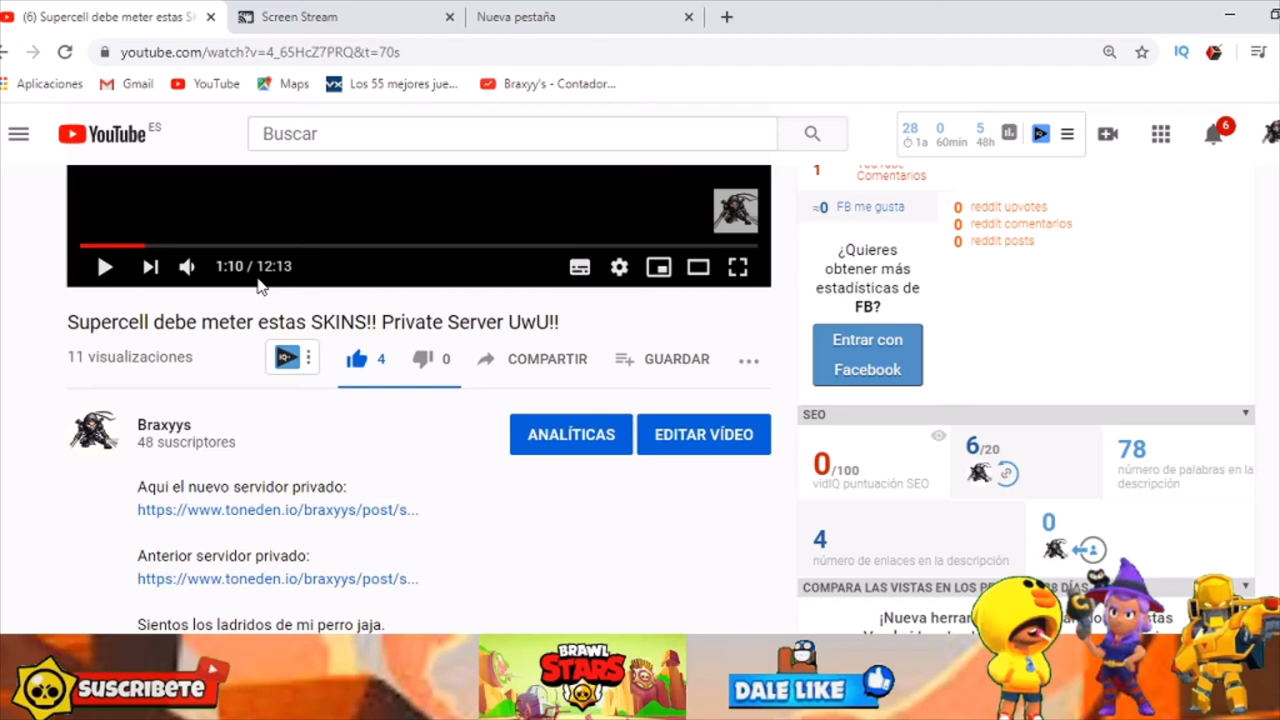 (6) Supercell debe meter estas S
Screen Stream
Nueva pestaña
youtube.com/watch?v=4_65HcZ7PRQ&t=70s
IQ
Aplicaciones
Gmail
YouTube
Maps
Los 55 mejores jue...
Braxyy's - Contador...
YouTube ES
Buscar
28 0 5
1a 60min 48h
6
1 YouTube
Comentarios
≈0 FB me gusta
0 reddit upvotes
0 reddit comentarios
0 reddit posts
¿Quieres
obtener más
estadísticas de
FB?
Entrar con
Facebook
1:10 / 12:13
Supercell debe meter estas SKINS!! Private Server UwU!!
11 visualizaciones
IQ
4
0
COMPARTIR
GUARDAR
Braxyys
48 suscriptores
ANALÍTICAS
EDITAR VÍDEO
Aqui el nuevo servidor privado:
https://www.toneden.io/braxyys/post/s...
Anterior servidor privado:
https://www.toneden.io/braxyys/post/s...
Sientos los ladridos de mi perro jaja.
SEO
0/100
vidIQ puntuación SEO
6/20
78
número de palabras en la
descripción
4
número de enlaces en la descripción
0
COMPARA LAS VISTAS EN LOS
DÍAS
¡Nueva
SUSCRIBETE
BRAWL
STARS
DALE LIKE